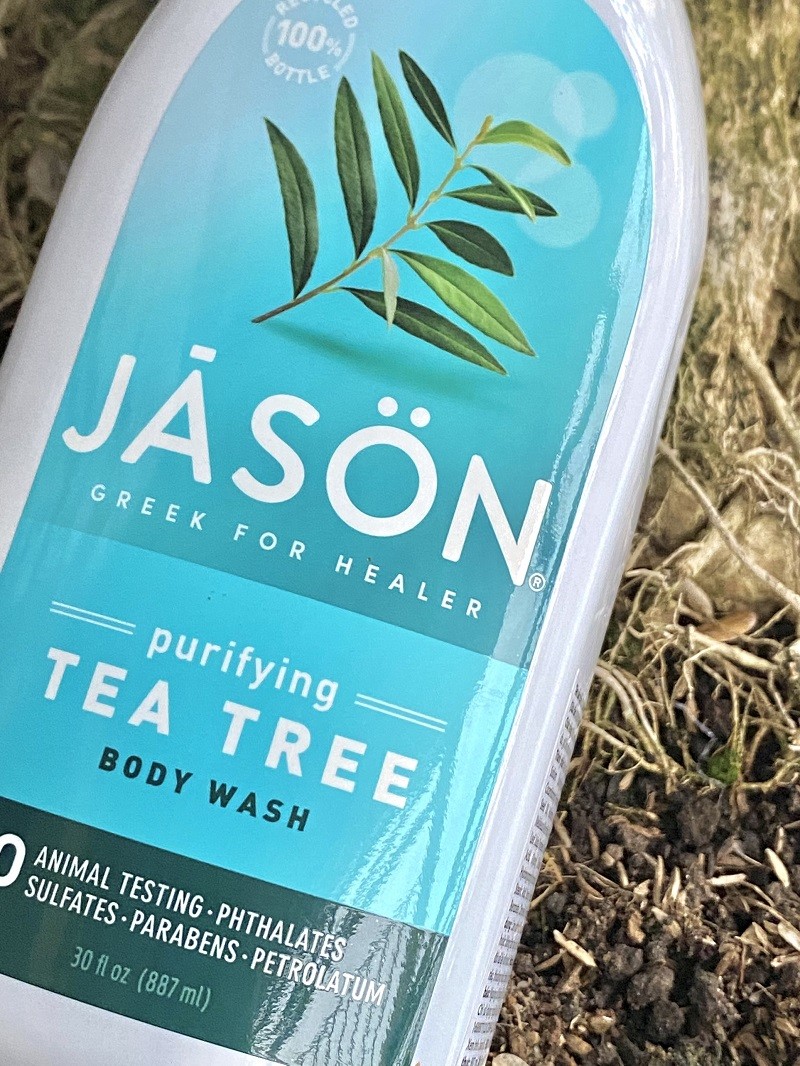 RECYCLED
100%
BOTTLE
JĀSÖN®
GREEK FOR HEALER
purifying
TEA TREE
BODY WASH
ANIMAL TESTING · PHTHALATES
SULFATES · PARABENS · PETROLATUM
30 fl oz (887 ml)